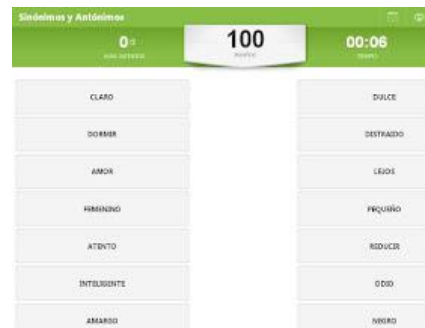 Sinónimos y Antónimos
0
100
00:06
CLARO
DULCE
DORMIR
DISTRAIDO
AMOR
LEJOS
FEMENINO
PEQUEÑO
ATENTO
REDUCIR
INTELIGENTE
ODIO
AMARGO
NEGRO